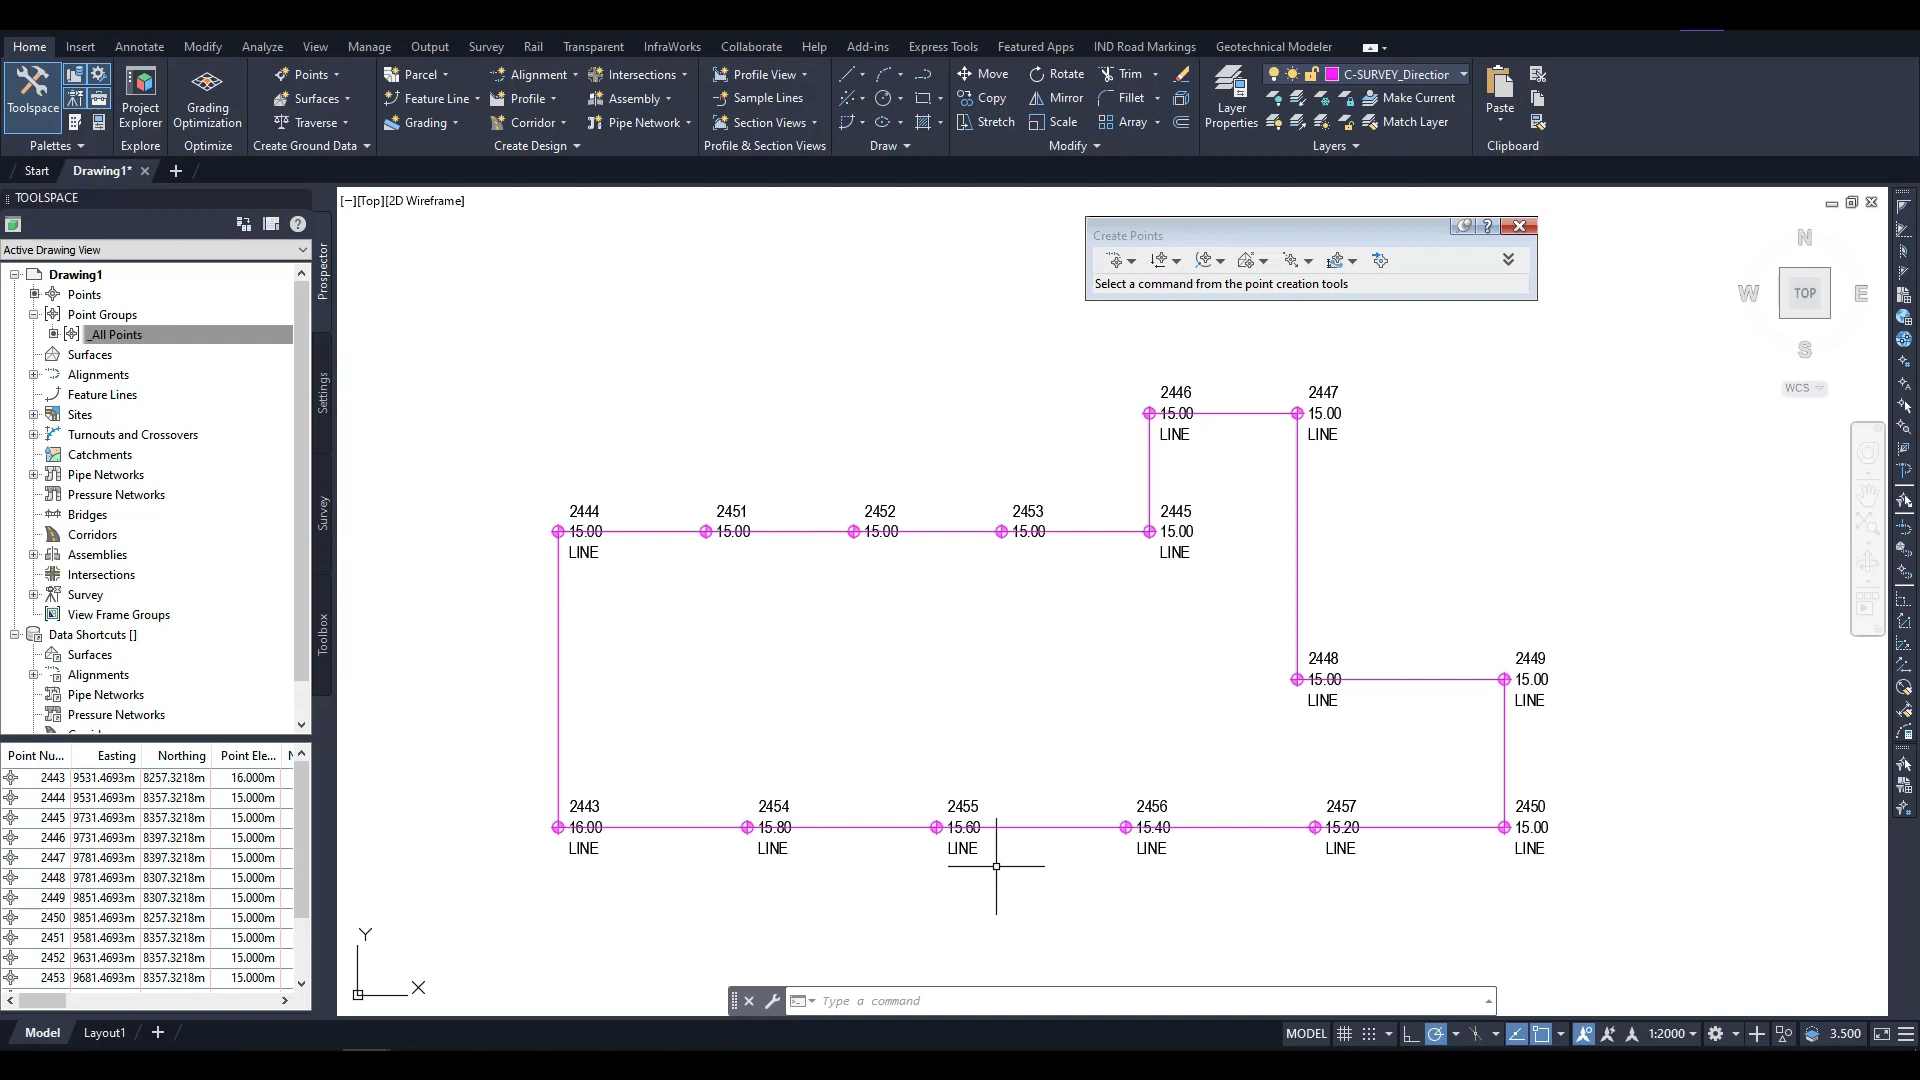 Home Insert Annotate Modify Analyze View Manage Output Survey Rail Transparent InfraWorks Collaborate Help Add-ins Express Tools Featured Apps IND Road Markings Geotechnical Modeler
Toolspace
Project Explorer
Grading Optimization
Points
Surfaces
Traverse
Parcel
Feature Line
Grading
Alignment
Profile
Corridor
Intersections
Assembly
Pipe Network
Profile View
Sample Lines
Section Views
Move
Copy
Stretch
Rotate
Mirror
Scale
Trim
Fillet
Array
Layer Properties
C-SURVEY_Direction
Make Current
Match Layer
Paste
Palettes Explore Optimize Create Ground Data Create Design Profile & Section Views Draw Modify Layers Clipboard
Start Drawing1*
TOOLSPACE
Active Drawing View
Drawing1
Points
Point Groups
_All Points
Surfaces
Alignments
Feature Lines
Sites
Turnouts and Crossovers
Catchments
Pipe Networks
Pressure Networks
Bridges
Corridors
Assemblies
Intersections
Survey
View Frame Groups
Data Shortcuts []
Surfaces
Alignments
Pipe Networks
Pressure Networks
Prospector
Settings
Survey
Toolbox
Point Nu... Easting Northing Point Ele...
2443 9531.4693m 8257.3218m 16.000m
2444 9531.4693m 8357.3218m 15.000m
2445 9731.4693m 8357.3218m 15.000m
2446 9731.4693m 8397.3218m 15.000m
2447 9781.4693m 8397.3218m 15.000m
2448 9781.4693m 8307.3218m 15.000m
2449 9851.4693m 8307.3218m 15.000m
2450 9851.4693m 8257.3218m 15.000m
2451 9581.4693m 8357.3218m 15.000m
2452 9631.4693m 8357.3218m 15.000m
2453 9681.4693m 8357.3218m 15.000m
[−][Top][2D Wireframe]
Create Points
Select a command from the point creation tools
N
W TOP E
S
WCS
2446
15.00
LINE
2447
15.00
LINE
2444
15.00
LINE
2451
15.00
2452
15.00
2453
15.00
2445
15.00
LINE
2448
15.00
LINE
2449
15.00
LINE
2443
16.00
LINE
2454
15.80
LINE
2455
15.60
LINE
2456
15.40
LINE
2457
15.20
LINE
2450
15.00
LINE
Y
X
Type a command
Model Layout1
MODEL 1:2000 3.500